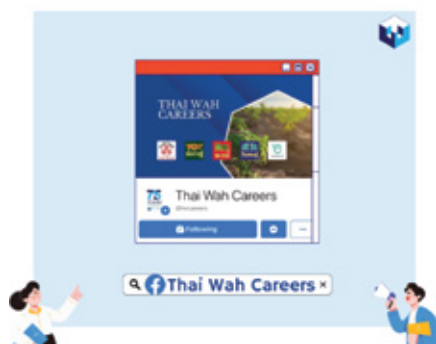 THAI WAH
CAREERS
Thai Wah Careers
Following
Thai Wah Careers ×